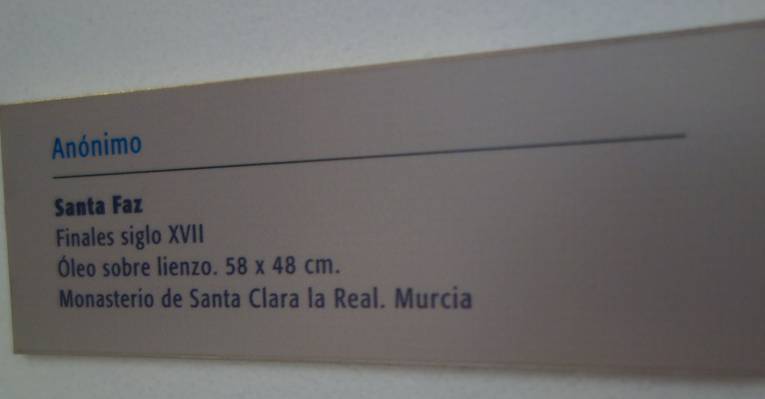 Anónimo
Santa Faz
Finales siglo XVII
Óleo sobre lienzo. 58 x 48 cm.
Monasterio de Santa Clara la Real. Murcia